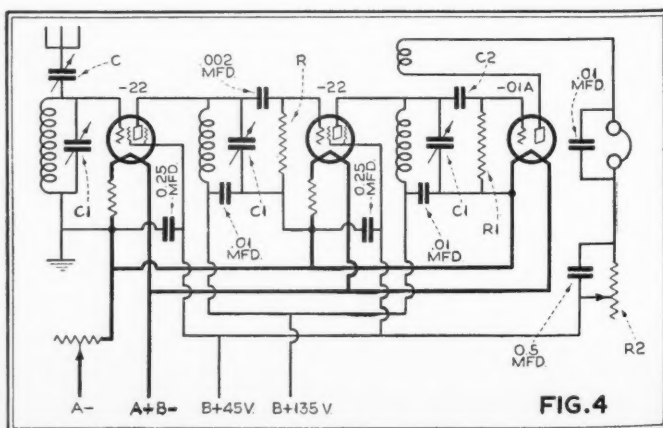 C
.002
MFD.
R
-22
-22
C2
-01A
.01
MFD.
C1
0.25
MFD.
C1
.01
MFD.
0.25
MFD.
C1
.01
MFD.
R1
0.5
MFD.
R2
A-
A+B-
B+45V.
B+135V.
FIG.4